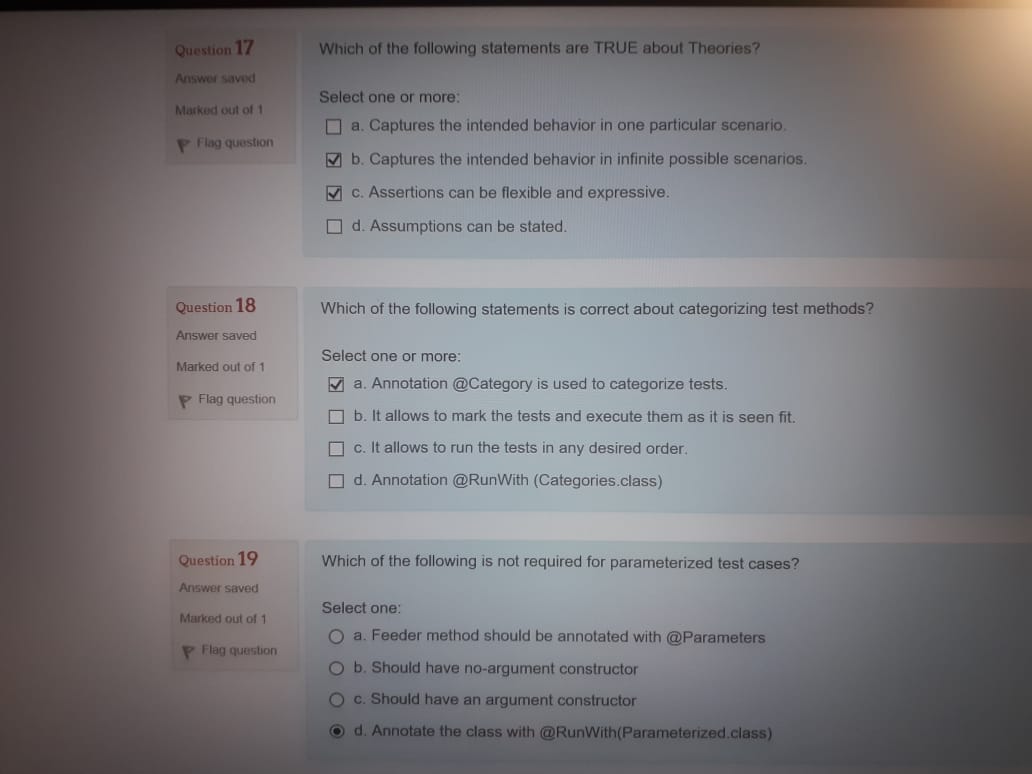 Question 17
Answer saved
Marked out of 1
Flag question
Which of the following statements are TRUE about Theories?
Select one or more:
a. Captures the intended behavior in one particular scenario.
b. Captures the intended behavior in infinite possible scenarios.
c. Assertions can be flexible and expressive.
d. Assumptions can be stated.
Question 18
Answer saved
Marked out of 1
Flag question
Which of the following statements is correct about categorizing test methods?
Select one or more:
a. Annotation @Category is used to categorize tests.
b. It allows to mark the tests and execute them as it is seen fit.
c. It allows to run the tests in any desired order.
d. Annotation @RunWith (Categories.class)
Question 19
Answer saved
Marked out of 1
Flag question
Which of the following is not required for parameterized test cases?
Select one:
a. Feeder method should be annotated with @Parameters
b. Should have no-argument constructor
c. Should have an argument constructor
d. Annotate the class with @RunWith(Parameterized.class)